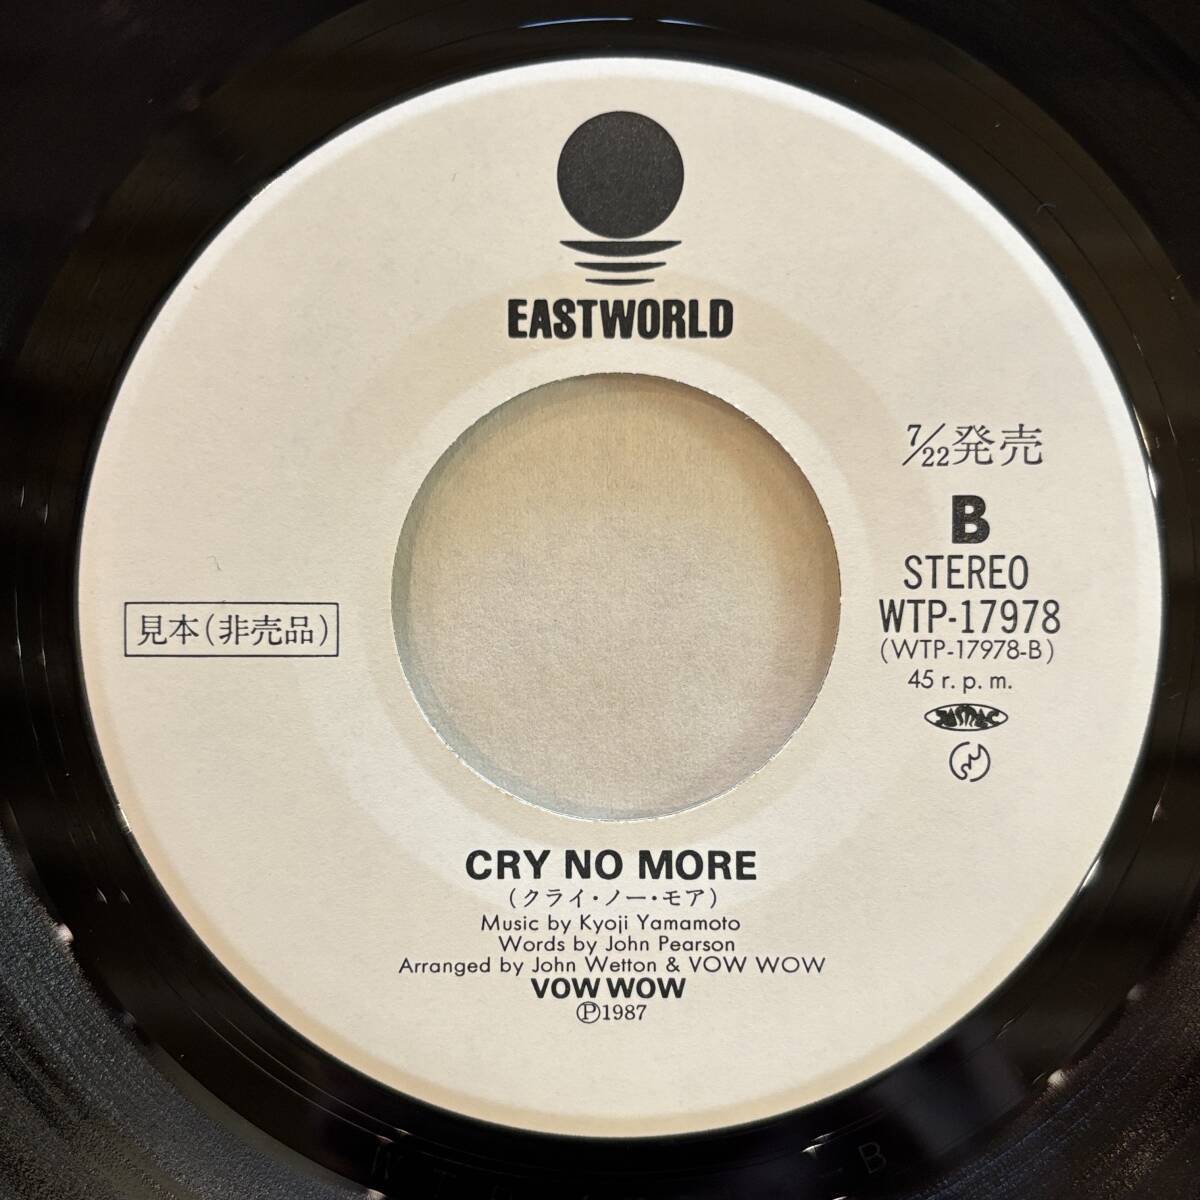 EASTWORLD
7/22発売
B
STEREO
WTP-17978
(WTP-17978-B)
45 r.p.m.
見本(非売品)
CRY NO MORE
(クライ・ノー・モア)
Music by Kyoji Yamamoto
Words by John Pearson
Arranged by John Wetton & VOW WOW
VOW WOW
Ⓟ1987